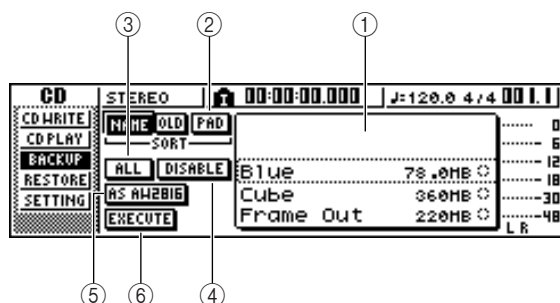 ③ ② ①
CD STEREO 00:00:00.000 ♩=120.0 4/4 001.1
CD WRITE
CD PLAY
BACKUP
RESTORE
SETTING
NAME OLD PAD
SORT
ALL DISABLE
AS AW2816
EXECUTE
Blue 78.0MB
Cube 360MB
Frame Out 220MB
0
6
12
18
30
48
L R
⑤ ⑥ ④